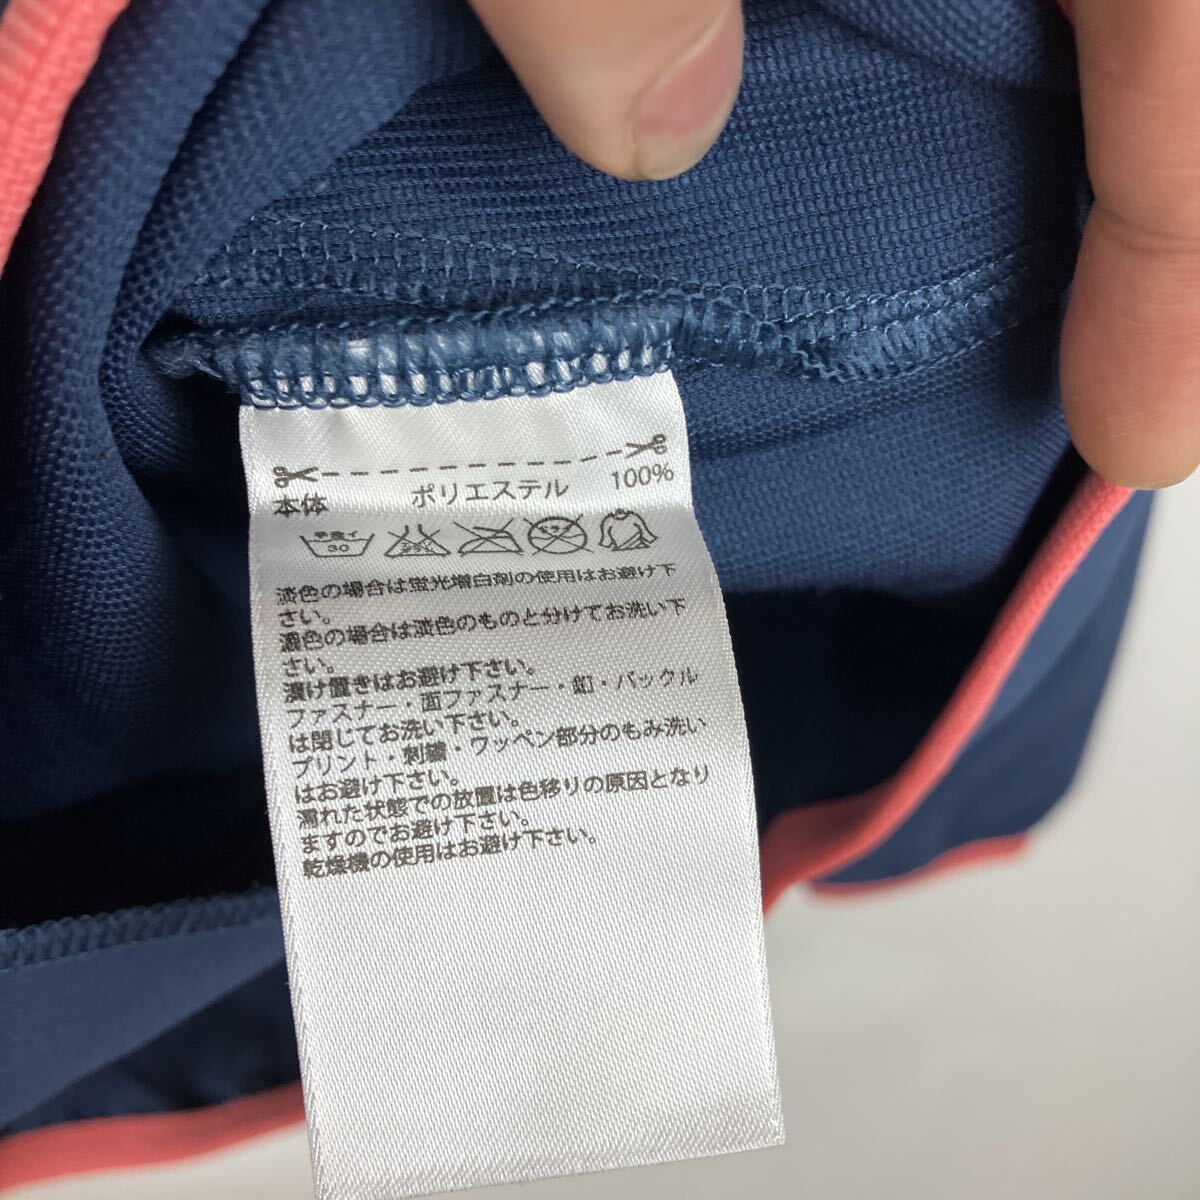 本体 ポリエステル 100%
手洗イ 30
淡色の場合は蛍光増白剤の使用はお避け下
さい。
濃色の場合は淡色のものと分けてお洗い下
さい。
漬け置きはお避け下さい。
ファスナー・面ファスナー・釦・バックル
は閉じてお洗い下さい。
プリント・刺繍・ワッペン部分のもみ洗い
はお避け下さい。
濡れた状態での放置は色移りの原因となり
ますのでお避け下さい。
乾燥機の使用はお避け下さい。